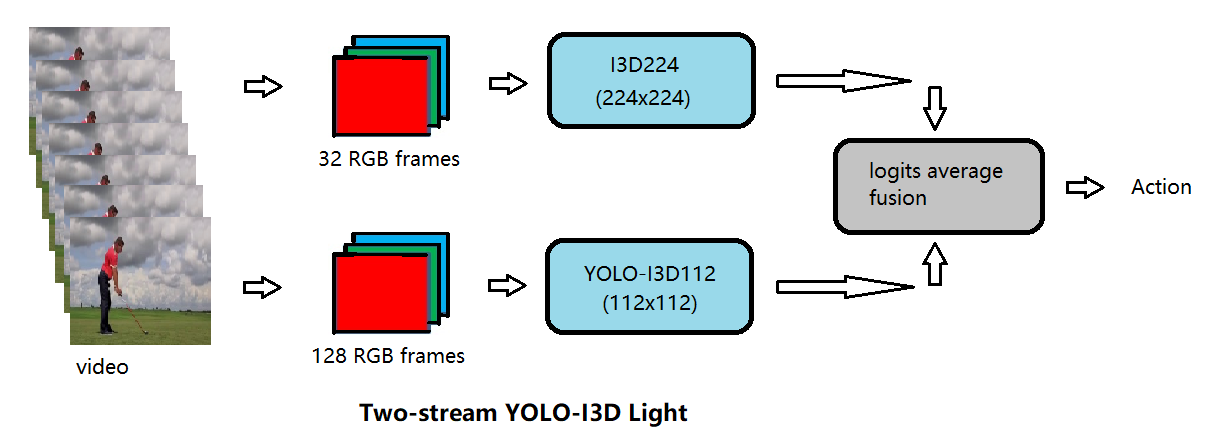 32 RGB frames
I3D224
(224x224)
logits average
fusion
Action
128 RGB frames
YOLO-I3D112
(112x112)
video
Two-stream YOLO-I3D Light